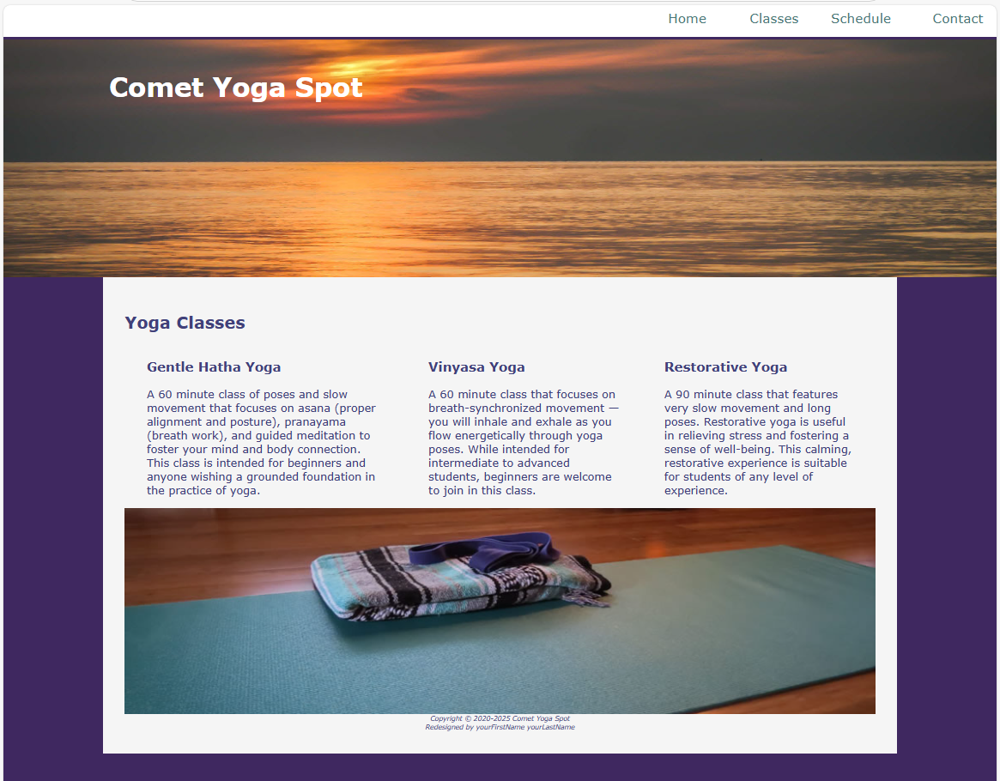 Home Classes Schedule Contact
Comet Yoga Spot
Yoga Classes
Gentle Hatha Yoga
A 60 minute class of poses and slow
movement that focuses on asana (proper
alignment and posture), pranayama
(breath work), and guided meditation to
foster your mind and body connection.
This class is intended for beginners and
anyone wishing a grounded foundation in
the practice of yoga.
Vinyasa Yoga
A 60 minute class that focuses on
breath-synchronized movement —
you will inhale and exhale as you
flow energetically through yoga
poses. While intended for
intermediate to advanced
students, beginners are welcome
to join in this class.
Restorative Yoga
A 90 minute class that features
very slow movement and long
poses. Restorative yoga is useful
in relieving stress and fostering a
sense of well-being. This calming,
restorative experience is suitable
for students of any level of
experience.
Copyright © 2020-2025 Comet Yoga Spot
Redesigned by yourFirstName yourLastName